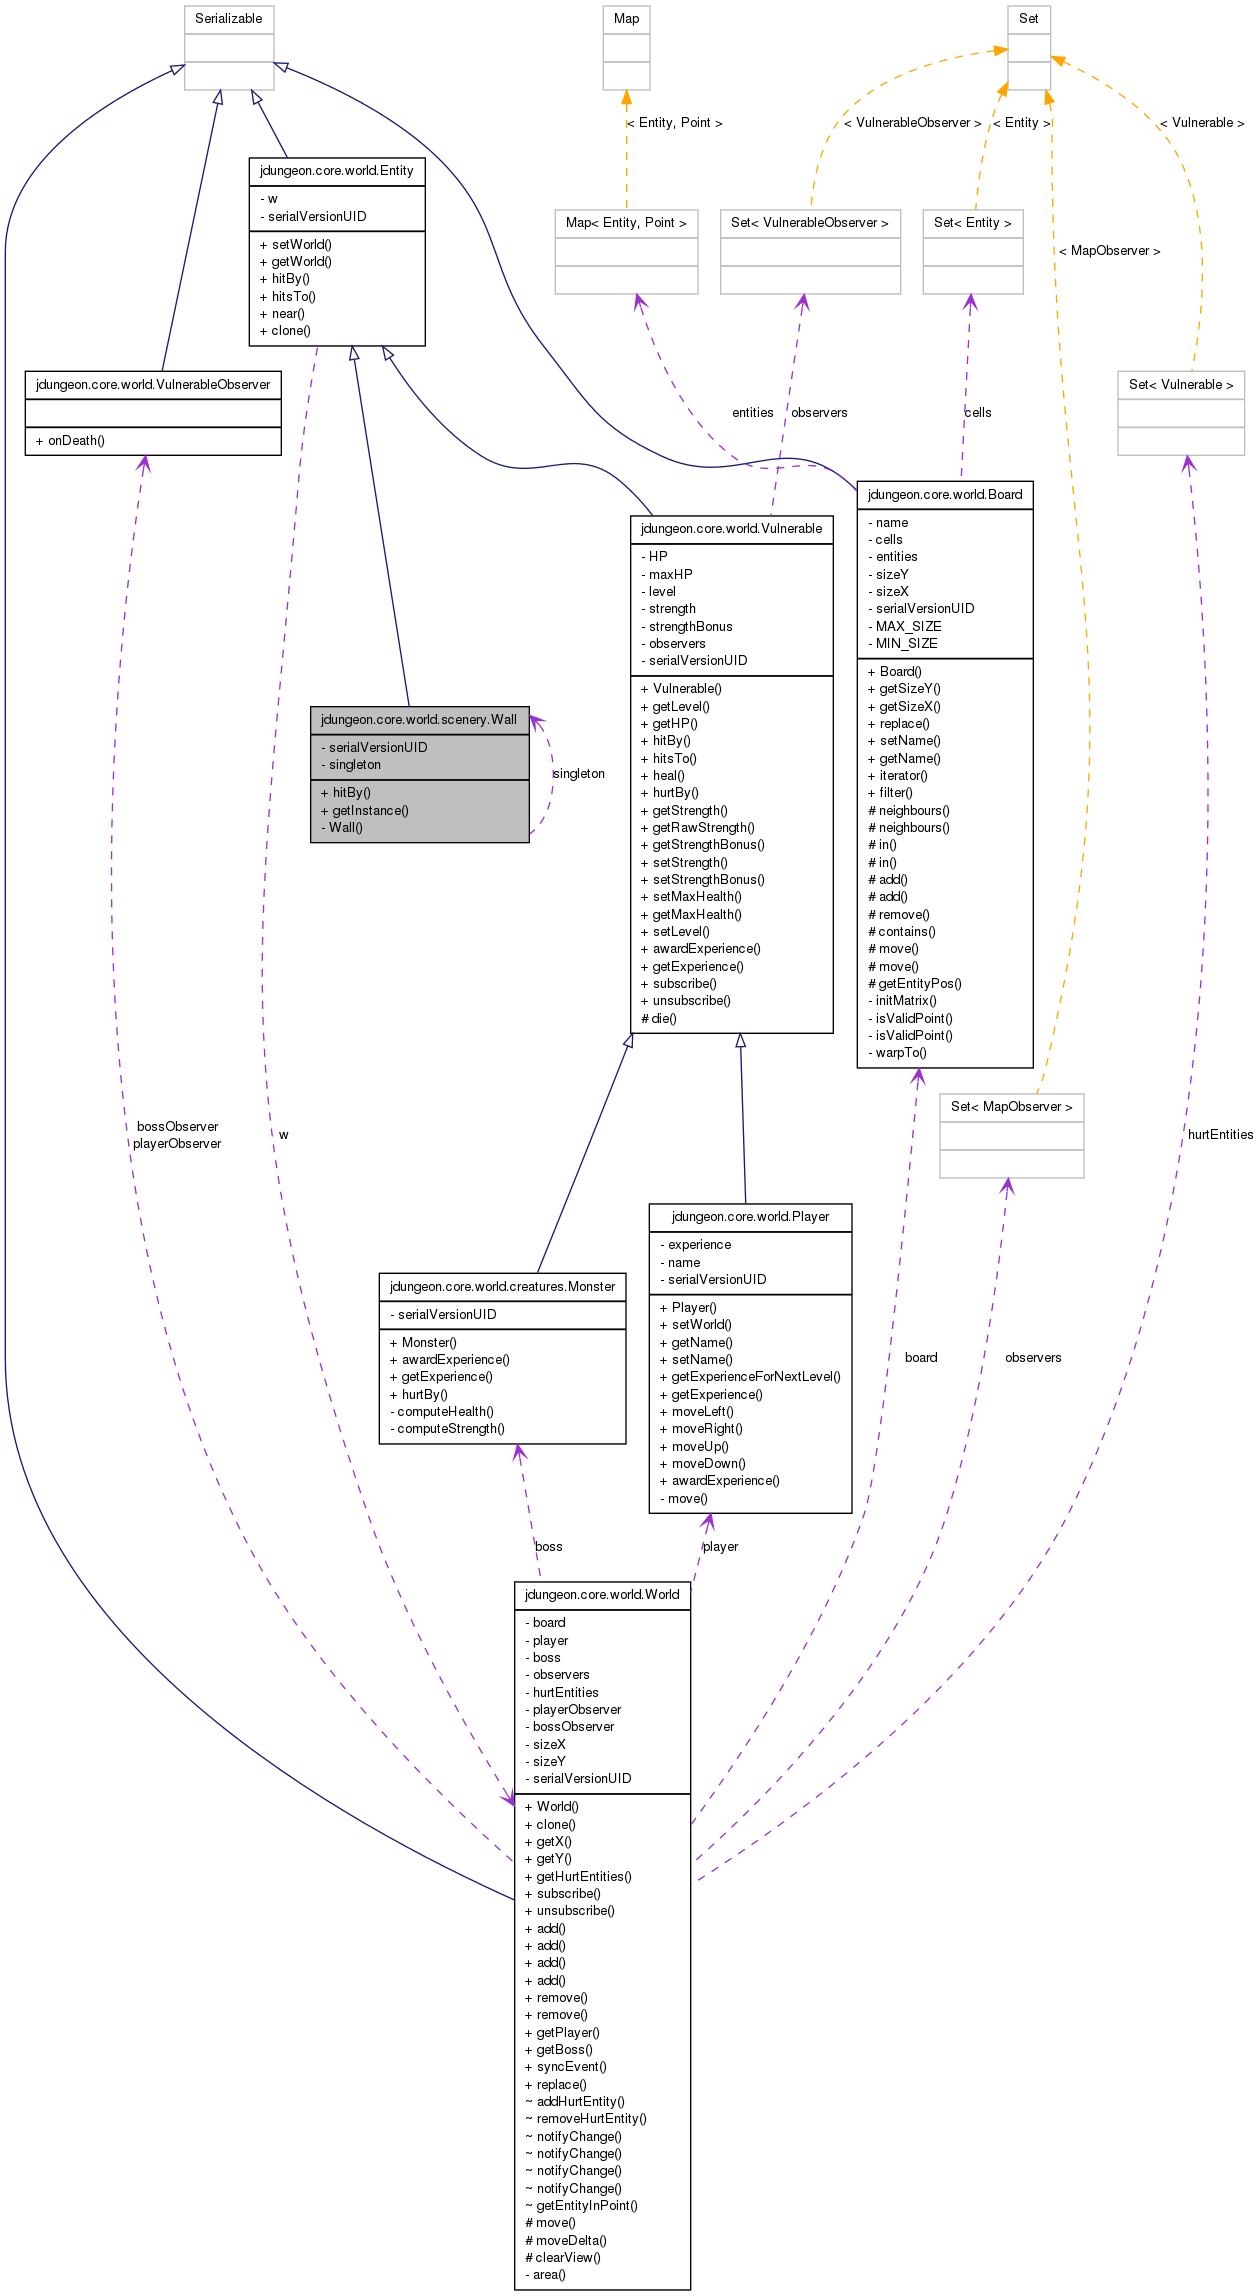 Serializable
Map
Set
< Entity, Point >
< VulnerableObserver >
< Entity >
< Vulnerable >
jdungeon.core.world.Entity
- w
- serialVersionUID
+ setWorld()
+ getWorld()
+ hitBy()
+ hitsTo()
+ near()
+ clone()
Map< Entity, Point >
Set< VulnerableObserver >
Set< Entity >
< MapObserver >
jdungeon.core.world.VulnerableObserver
+ onDeath()
Set< Vulnerable >
entities
observers
cells
jdungeon.core.world.Vulnerable
- HP
- maxHP
- level
- strength
- strengthBonus
- observers
- serialVersionUID
+ Vulnerable()
+ getLevel()
+ getHP()
+ hitBy()
+ hitsTo()
+ heal()
+ hurtBy()
+ getStrength()
+ getRawStrength()
+ getStrengthBonus()
+ setStrength()
+ setStrengthBonus()
+ setMaxHealth()
+ getMaxHealth()
+ setLevel()
+ awardExperience()
+ getExperience()
+ subscribe()
+ unsubscribe()
# die()
jdungeon.core.world.Board
- name
- cells
- entities
- sizeY
- sizeX
- serialVersionUID
- MAX_SIZE
- MIN_SIZE
+ Board()
+ getSizeY()
+ getSizeX()
+ replace()
+ setName()
+ getName()
+ iterator()
+ filter()
# neighbours()
# neighbours()
# in()
# in()
# add()
# add()
# remove()
# contains()
# move()
# move()
# getEntityPos()
- initMatrix()
- isValidPoint()
- isValidPoint()
- warpTo()
jdungeon.core.world.scenery.Wall
- serialVersionUID
- singleton
+ hitBy()
+ getInstance()
- Wall()
singleton
Set< MapObserver >
bossObserver
playerObserver
w
hurtEntities
jdungeon.core.world.Player
- experience
- name
- serialVersionUID
+ Player()
+ setWorld()
+ getName()
+ setName()
+ getExperienceForNextLevel()
+ getExperience()
+ moveLeft()
+ moveRight()
+ moveUp()
+ moveDown()
+ awardExperience()
- move()
jdungeon.core.world.creatures.Monster
- serialVersionUID
+ Monster()
+ awardExperience()
+ getExperience()
+ hurtBy()
- computeHealth()
- computeStrength()
board
observers
boss
player
jdungeon.core.world.World
- board
- player
- boss
- observers
- hurtEntities
- playerObserver
- bossObserver
- sizeX
- sizeY
- serialVersionUID
+ World()
+ clone()
+ getX()
+ getY()
+ getHurtEntities()
+ subscribe()
+ unsubscribe()
+ add()
+ add()
+ add()
+ add()
+ remove()
+ remove()
+ getPlayer()
+ getBoss()
+ syncEvent()
+ replace()
~ addHurtEntity()
~ removeHurtEntity()
~ notifyChange()
~ notifyChange()
~ notifyChange()
~ notifyChange()
~ getEntityInPoint()
# move()
# moveDelta()
# clearView()
- area()